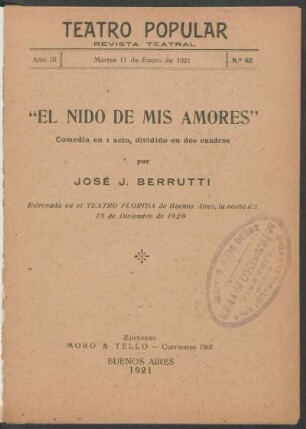 TEATRO POPULAR
REVISTA TEATRAL
Año III Martes 11 de Enero de 1921 N.º 62
“EL NIDO DE MIS AMORES”
Comedia en 1 acto, dividido en dos cuadros
por
JOSÉ J. BERRUTTI
Estrenada en el TEATRO FLORIDA de Buenos Aires, la noche del
13 de Diciembre de 1920
Editores
MORO & TELLO — Corrientes
BUENOS AIRES
1921